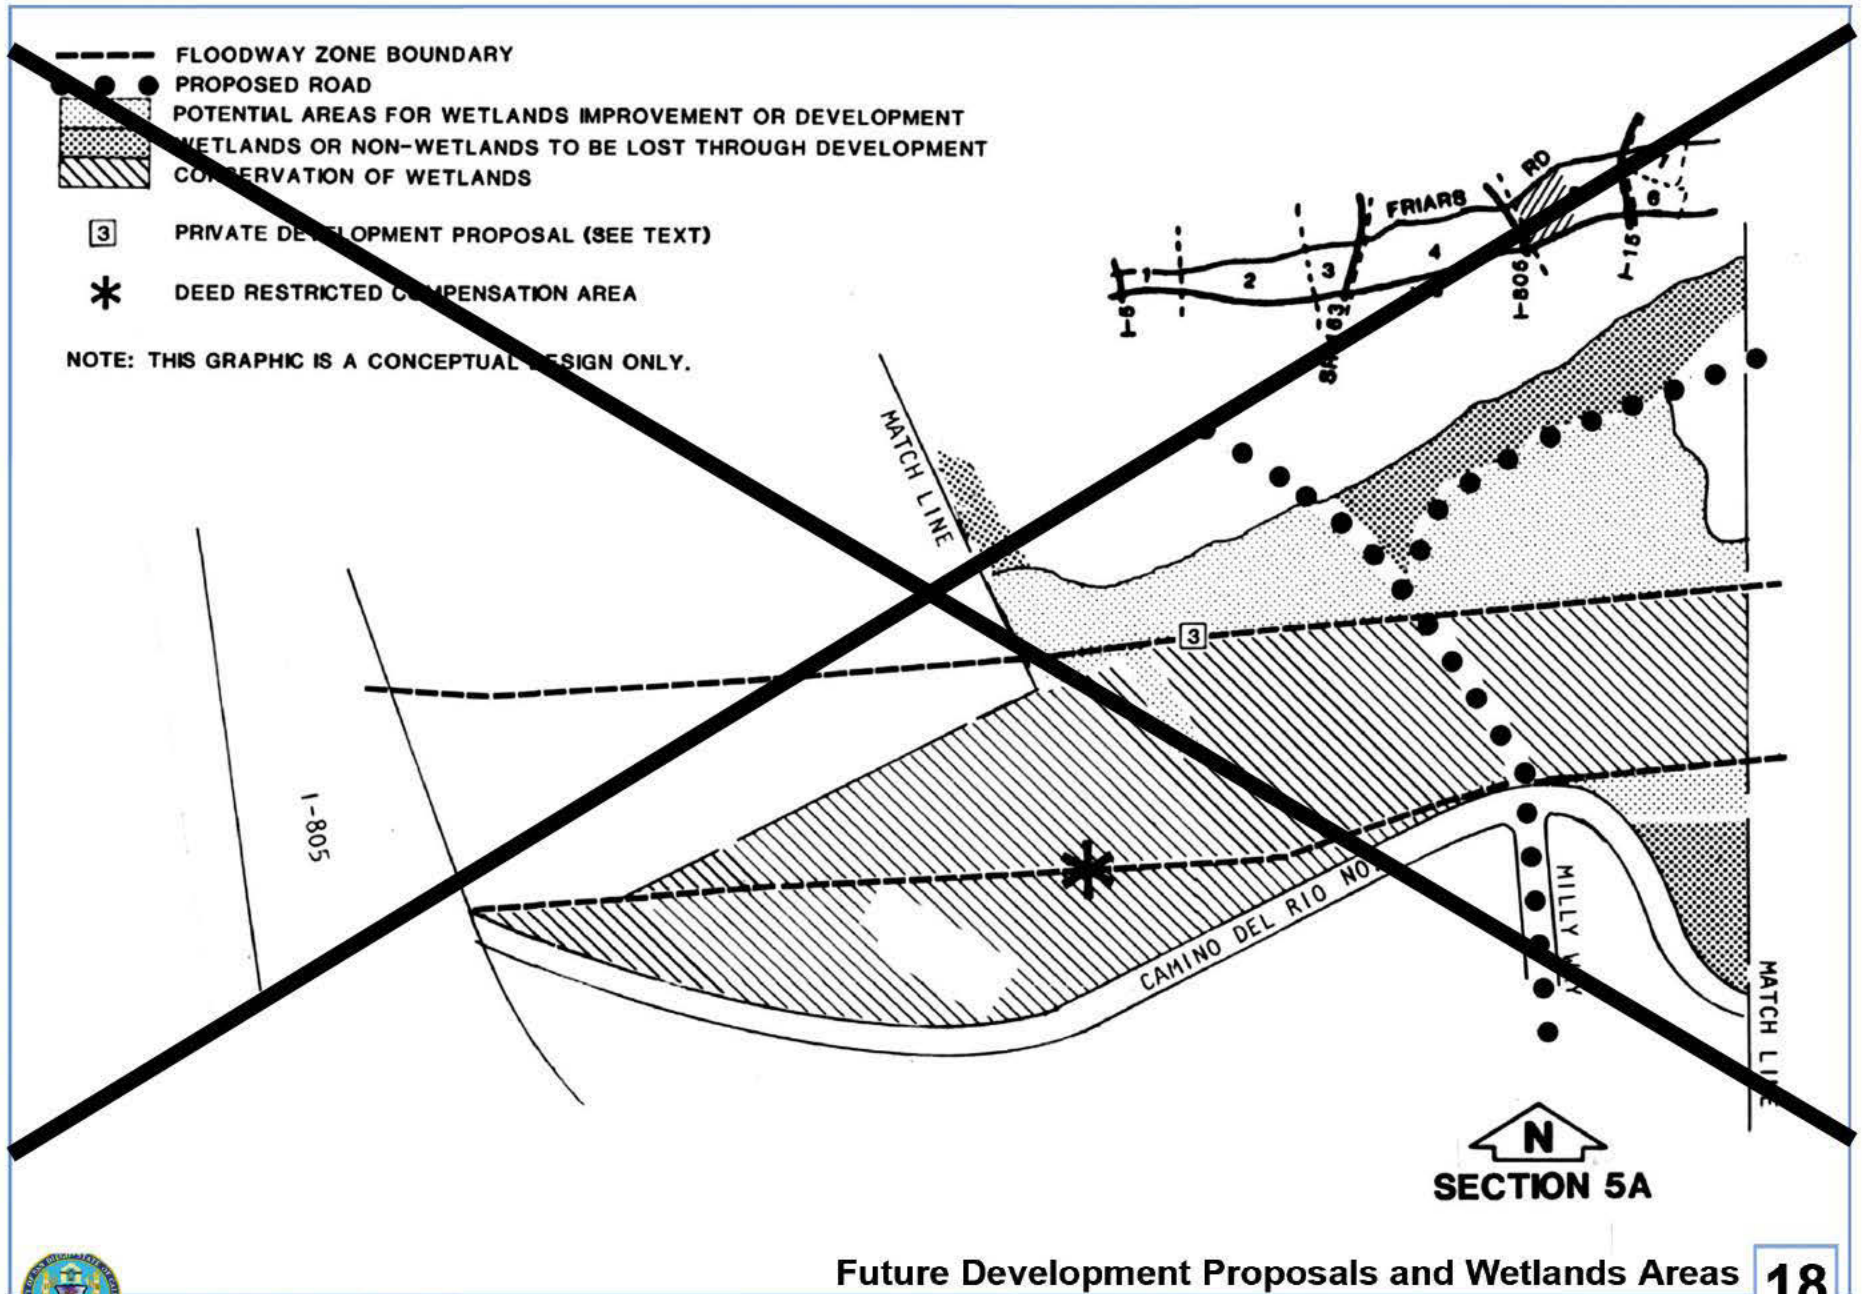 FLOODWAY ZONE BOUNDARY
PROPOSED ROAD
POTENTIAL AREAS FOR WETLANDS IMPROVEMENT OR DEVELOPMENT
WETLANDS OR NON-WETLANDS TO BE LOST THROUGH DEVELOPMENT
CONSERVATION OF WETLANDS
3 PRIVATE DEVELOPMENT PROPOSAL (SEE TEXT)
DEED RESTRICTED COMPENSATION AREA
NOTE: THIS GRAPHIC IS A CONCEPTUAL DESIGN ONLY.
FRIARS RD
1
2
3
4
6
7
I-5
SR 163
I-805
I-15
MATCH LINE
3
I-805
CAMINO DEL RIO NO.
MILLY WAY
MATCH LINE
N
SECTION 5A
Future Development Proposals and Wetlands Areas
18